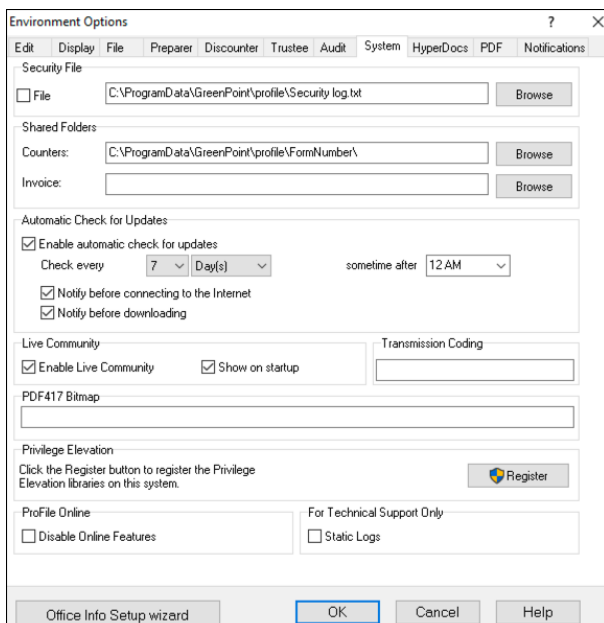 Environment Options ?
Edit Display File Preparer Discounter Trustee Audit System HyperDocs PDF Notifications
Security File
File C:\ProgramData\GreenPoint\profile\Security log.txt Browse
Shared Folders
Counters: C:\ProgramData\GreenPoint\profile\FormNumber\ Browse
Invoice: Browse
Automatic Check for Updates
Enable automatic check for updates
Check every 7 Day(s) sometime after 12 AM
Notify before connecting to the Internet
Notify before downloading
Live Community Transmission Coding
Enable Live Community Show on startup
PDF417 Bitmap
Privilege Elevation
Click the Register button to register the Privilege
Elevation libraries on this system. Register
ProFile Online For Technical Support Only
Disable Online Features Static Logs
Office Info Setup wizard OK Cancel Help